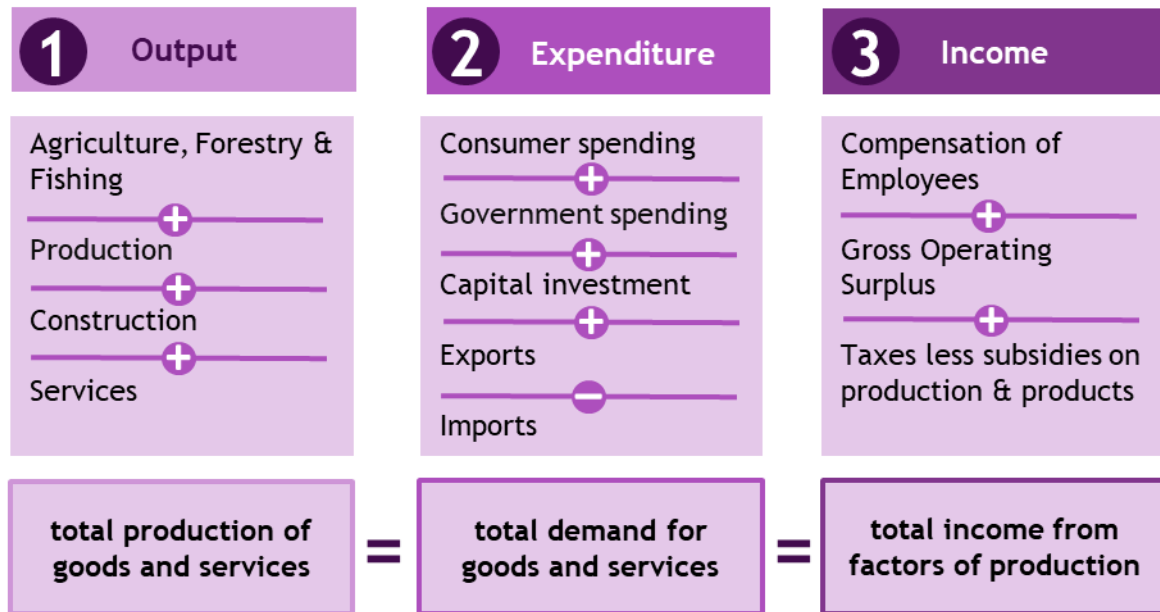 1 Output
Agriculture, Forestry &
Fishing
+
Production
+
Construction
+
Services
total production of
goods and services
=
2 Expenditure
Consumer spending
+
Government spending
+
Capital investment
+
Exports
−
Imports
total demand for
goods and services
=
3 Income
Compensation of
Employees
+
Gross Operating
Surplus
+
Taxes less subsidies on
production & products
total income from
factors of production